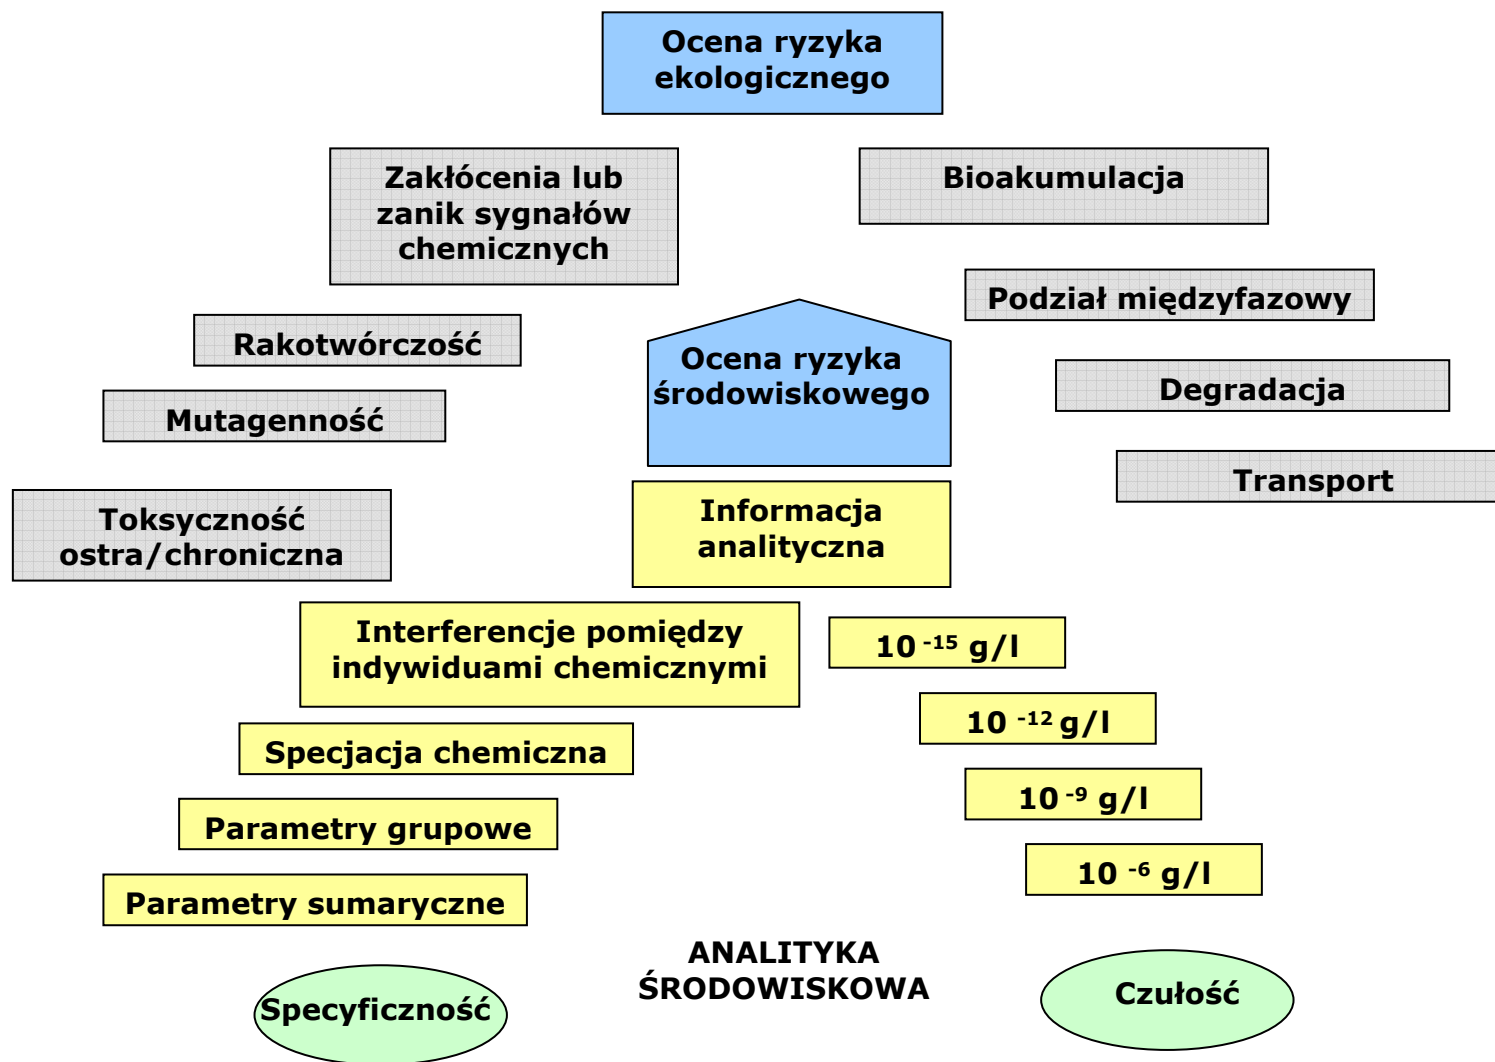 Ocena ryzyka
ekologicznego
Zakłócenia lub
zanik sygnałów
chemicznych
Bioakumulacja
Podział międzyfazowy
Rakotwórczość
Ocena ryzyka
środowiskowego
Degradacja
Mutagenność
Transport
Toksyczność
ostra/chroniczna
Informacja
analityczna
Interferencje pomiędzy
indywiduami chemicznymi
10 -15 g/l
10 -12 g/l
Specjacja chemiczna
10 -9 g/l
Parametry grupowe
10 -6 g/l
Parametry sumaryczne
ANALITYKA
ŚRODOWISKOWA
Specyficzność
Czułość